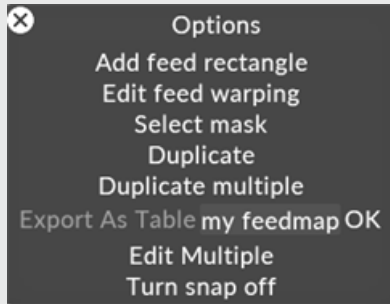 Options
Add feed rectangle
Edit feed warping
Select mask
Duplicate
Duplicate multiple
Export As Table my feedmap OK
Edit Multiple
Turn snap off